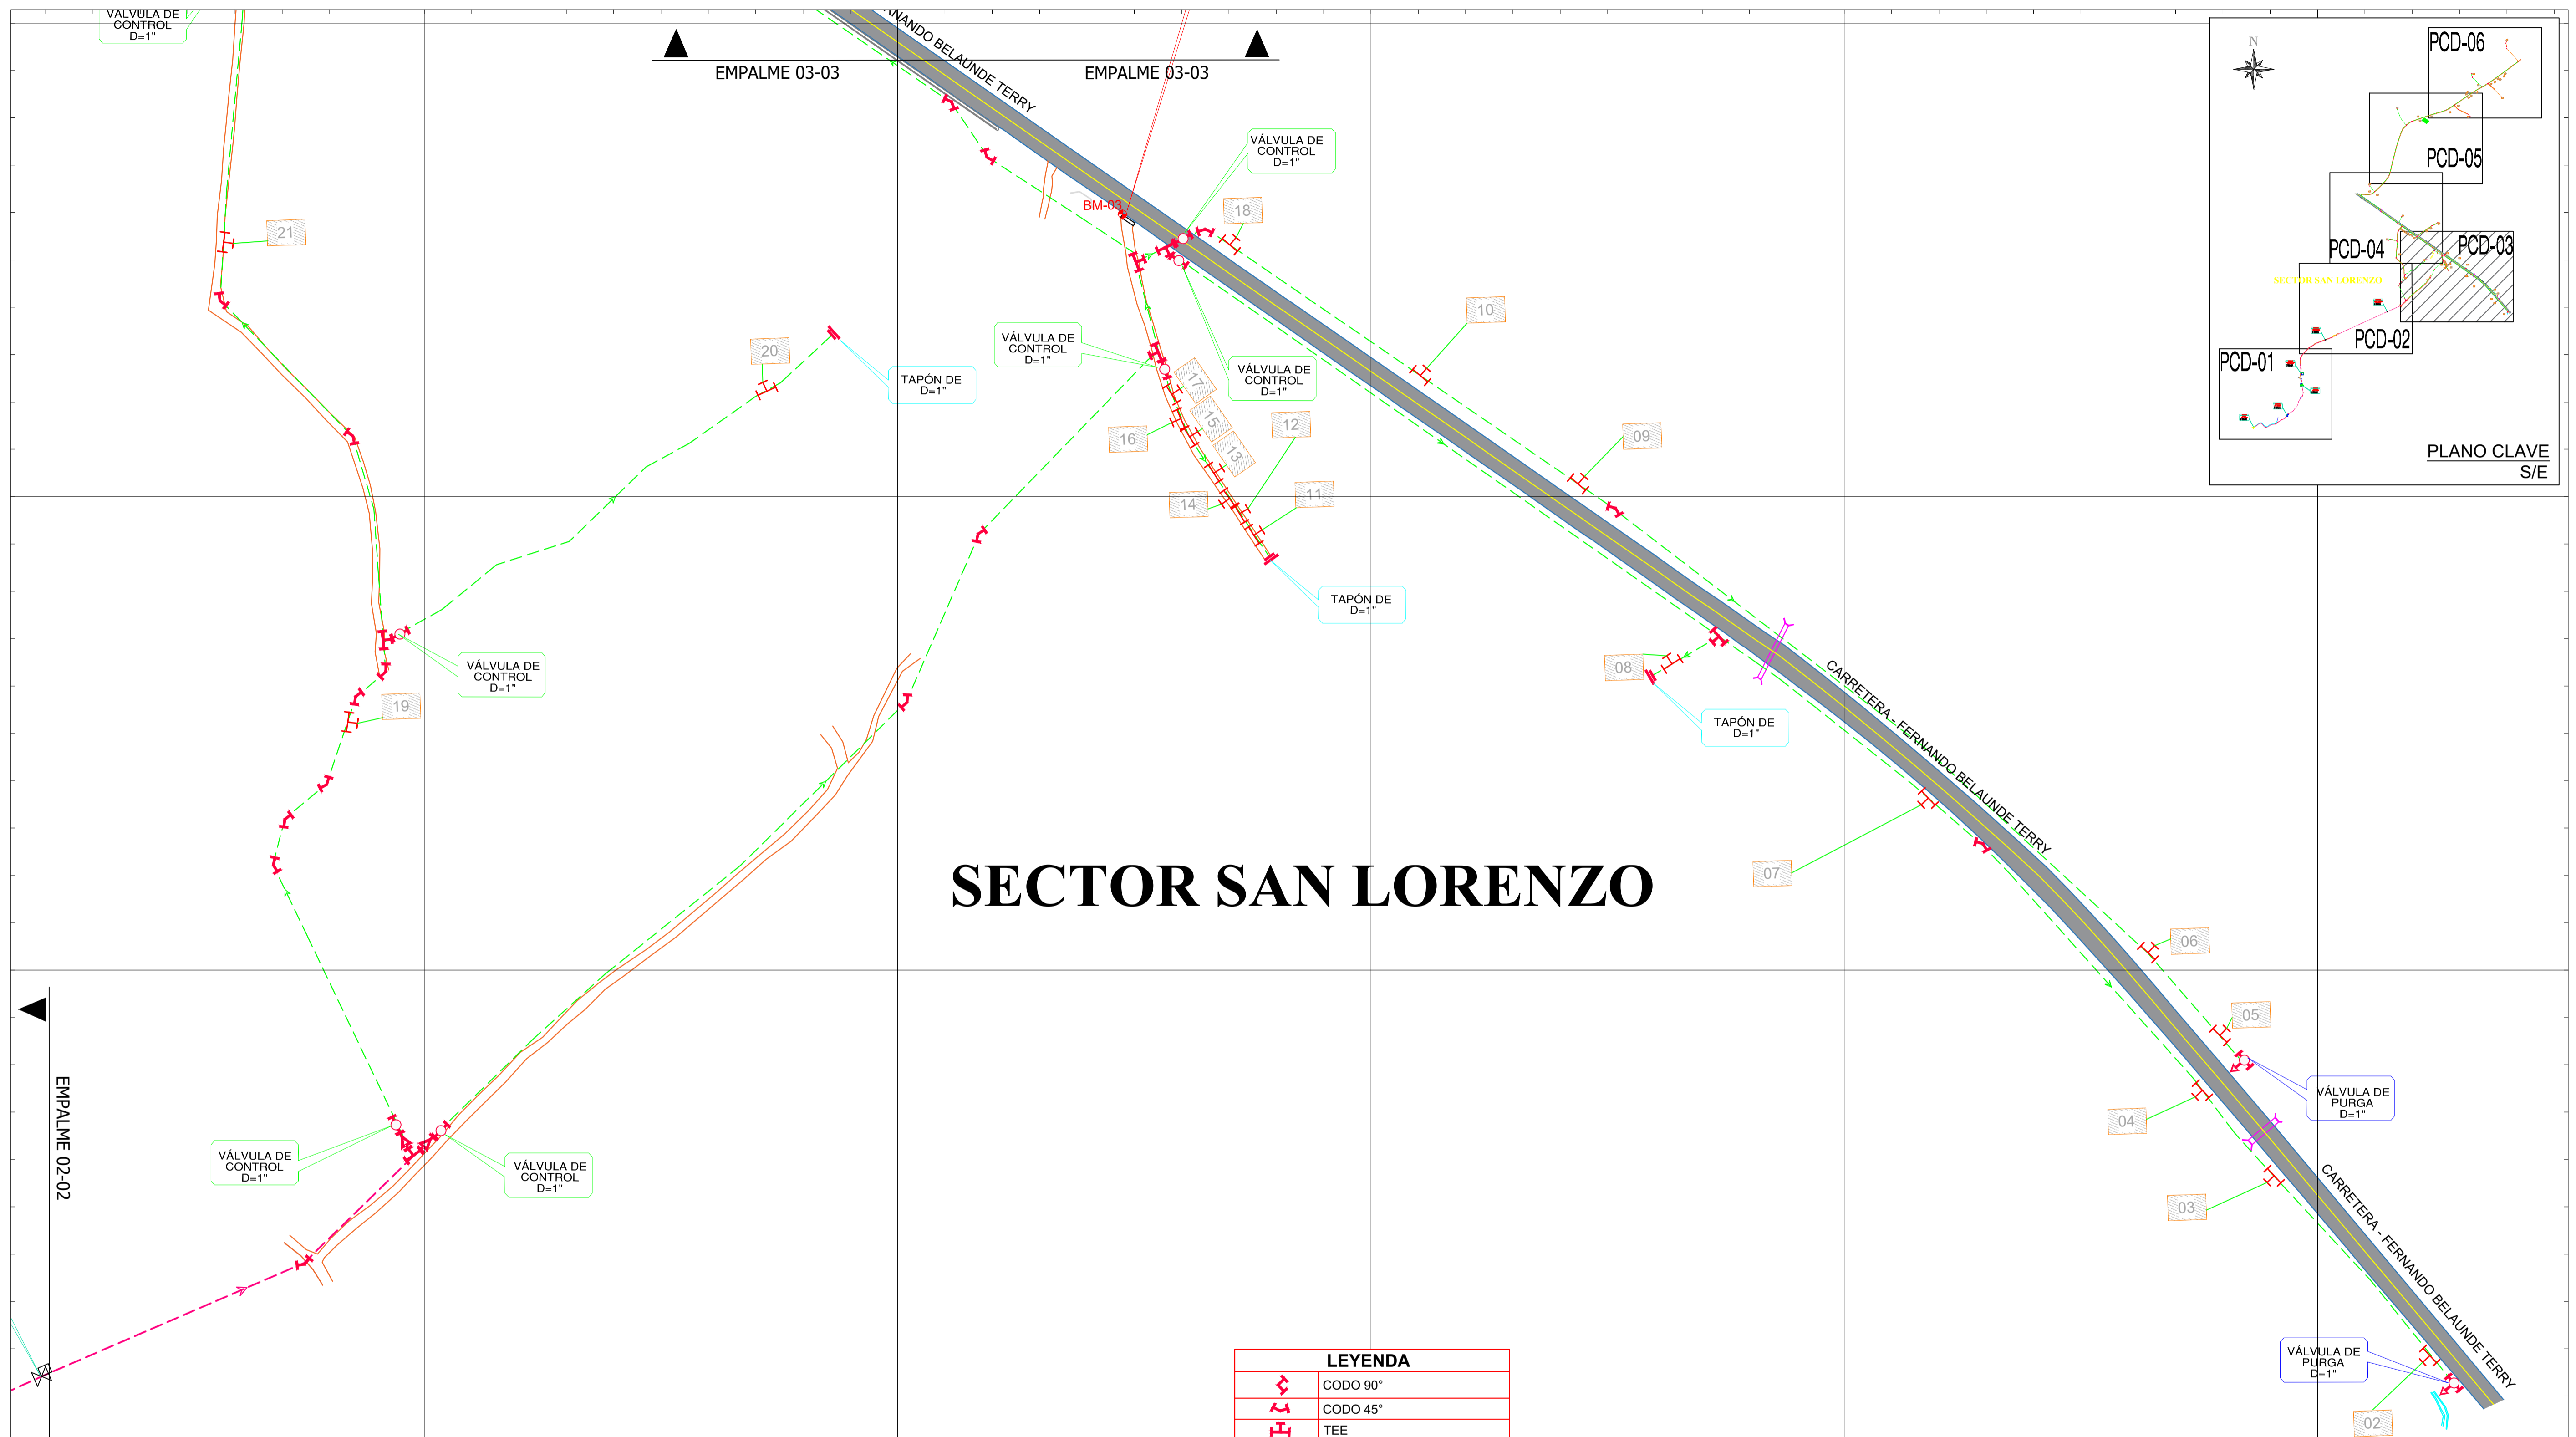 VÁLVULA DE
CONTROL
D=1"
EMPALME 03-03
EMPALME 03-03
NANDO BELAUNDE TERRY
VÁLVULA DE
CONTROL
D=1"
BM-03
18
21
10
20
VÁLVULA DE
CONTROL
D=1"
VÁLVULA DE
CONTROL
D=1"
TAPÓN DE
D=1"
17
15
13
12
16
14
11
09
TAPÓN DE
D=1"
VÁLVULA DE
CONTROL
D=1"
19
08
TAPÓN DE
D=1"
CARRETERA - FERNANDO BELAUNDE TERRY
07
SECTOR SAN LORENZO
06
05
VÁLVULA DE
PURGA
D=1"
04
03
CARRETERA - FERNANDO BELAUNDE TERRY
EMPALME 02-02
VÁLVULA DE
CONTROL
D=1"
VÁLVULA DE
CONTROL
D=1"
VÁLVULA DE
PURGA
D=1"
02
LEYENDA
CODO 90°
CODO 45°
TEE
N
PCD-06
PCD-05
PCD-04
PCD-03
SECTOR SAN LORENZO
PCD-02
PCD-01
PLANO CLAVE
S/E